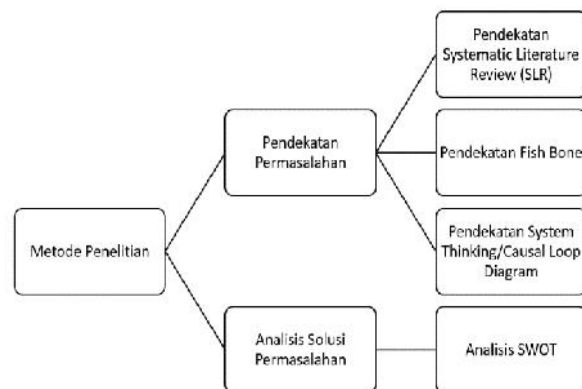 Pendekatan
Systematic Literature
Review (SLR)
Pendekatan
Permasalahan
Pendekatan Fish Bone
Metode Penelitian
Pendekatan System
Thinking/Causal Loop
Diagram
Analisis Solusi
Permasalahan
Analisis SWOT